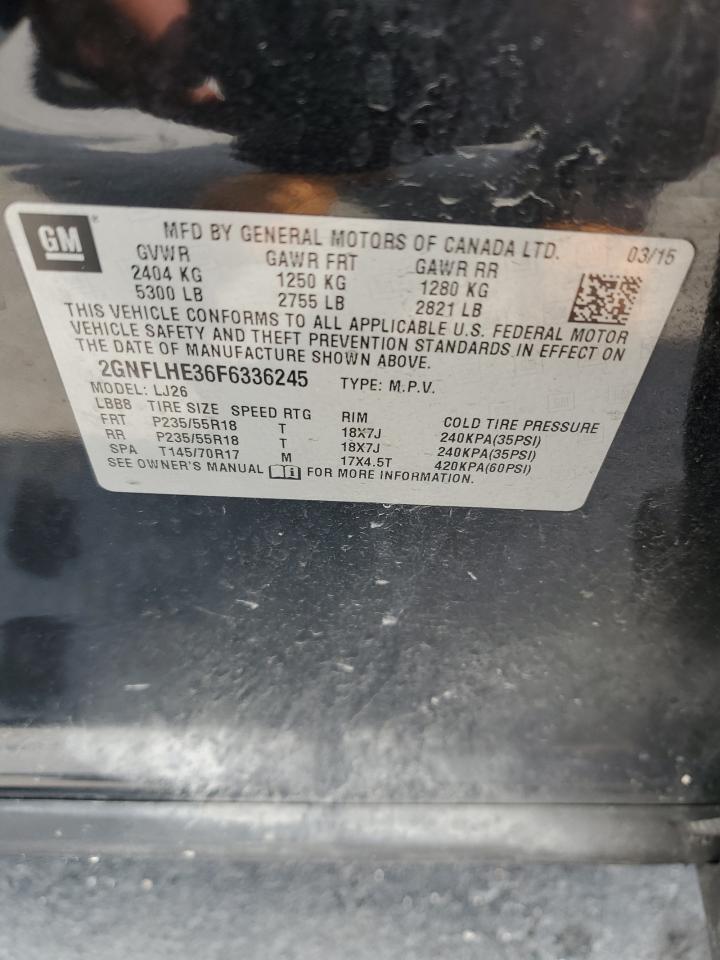 GM
MFD BY GENERAL MOTORS OF CANADA LTD. 03/15
GVWR GAWR FRT GAWR RR
2404 KG 1250 KG 1280 KG
5300 LB 2755 LB 2821 LB
THIS VEHICLE CONFORMS TO ALL APPLICABLE U.S. FEDERAL MOTOR
VEHICLE SAFETY AND THEFT PREVENTION STANDARDS IN EFFECT ON
THE DATE OF MANUFACTURE SHOWN ABOVE.
2GNFLHE36F6336245 TYPE: M.P.V.
MODEL: LJ26
LBB8 TIRE SIZE SPEED RTG RIM COLD TIRE PRESSURE
FRT P235/55R18 T 18X7J 240KPA(35PSI)
RR P235/55R18 T 18X7J 240KPA(35PSI)
SPA T145/70R17 M 17X4.5T 420KPA(60PSI)
SEE OWNER'S MANUAL FOR MORE INFORMATION.